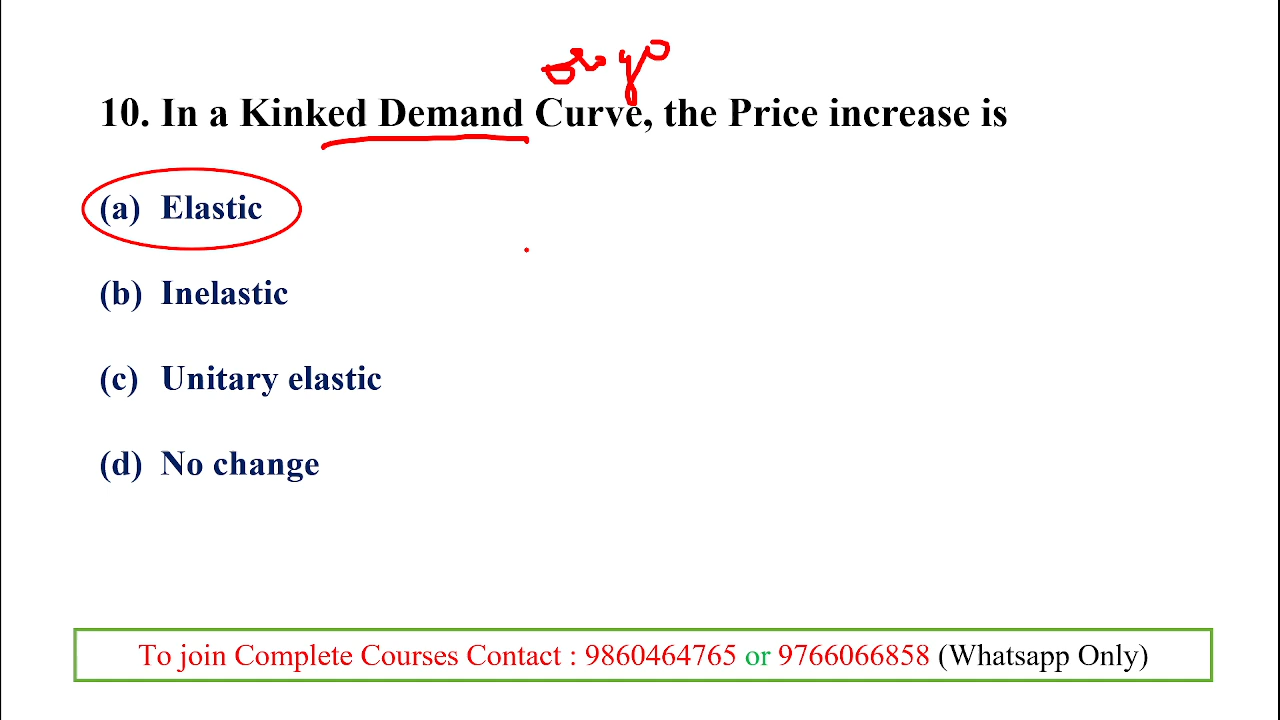 10. In a Kinked Demand Curve, the Price increase is
(a) Elastic
(b) Inelastic
(c) Unitary elastic
(d) No change
To join Complete Courses Contact : 9860464765 or 9766066858 (Whatsapp Only)